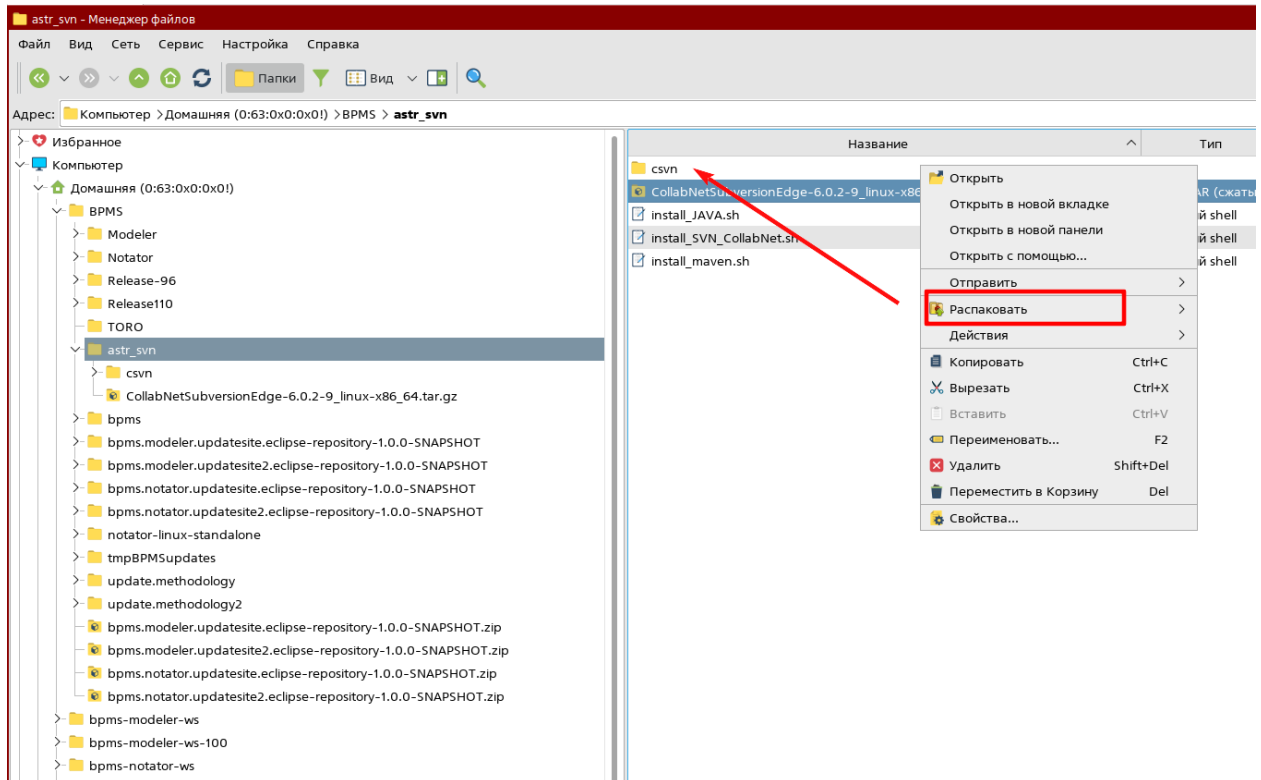 astr_svn – Менеджер файлов
Файл Вид Сеть Сервис Настройка Справка
Папки Вид
Адрес: Компьютер >Домашняя (0:63:0x0:0x0!) >BPMS > astr_svn
Избранное
Компьютер
Домашняя (0:63:0x0:0x0!)
BPMS
Modeler
Notator
Release-96
Release110
TORO
astr_svn
csvn
CollabNetSubversionEdge-6.0.2-9_linux-x86_64.tar.gz
bpms
bpms.modeler.updatesite.eclipse-repository-1.0.0-SNAPSHOT
bpms.modeler.updatesite2.eclipse-repository-1.0.0-SNAPSHOT
bpms.notator.updatesite.eclipse-repository-1.0.0-SNAPSHOT
bpms.notator.updatesite2.eclipse-repository-1.0.0-SNAPSHOT
notator-linux-standalone
tmpBPMSupdates
update.methodology
update.methodology2
bpms.modeler.updatesite.eclipse-repository-1.0.0-SNAPSHOT.zip
bpms.modeler.updatesite2.eclipse-repository-1.0.0-SNAPSHOT.zip
bpms.notator.updatesite.eclipse-repository-1.0.0-SNAPSHOT.zip
bpms.notator.updatesite2.eclipse-repository-1.0.0-SNAPSHOT.zip
bpms-modeler-ws
bpms-modeler-ws-100
bpms-notator-ws
Название Тип
csvn
CollabNetSubversionEdge-6.0.2-9_linux-x86 AR (сжаты
install_JAVA.sh й shell
install_SVN_CollabNet.sh й shell
install_maven.sh й shell
Открыть
Открыть в новой вкладке
Открыть в новой панели
Открыть с помощью...
Отправить
Распаковать
Действия
Копировать Ctrl+C
Вырезать Ctrl+X
Вставить Ctrl+V
Переименовать... F2
Удалить Shift+Del
Переместить в Корзину Del
Свойства...